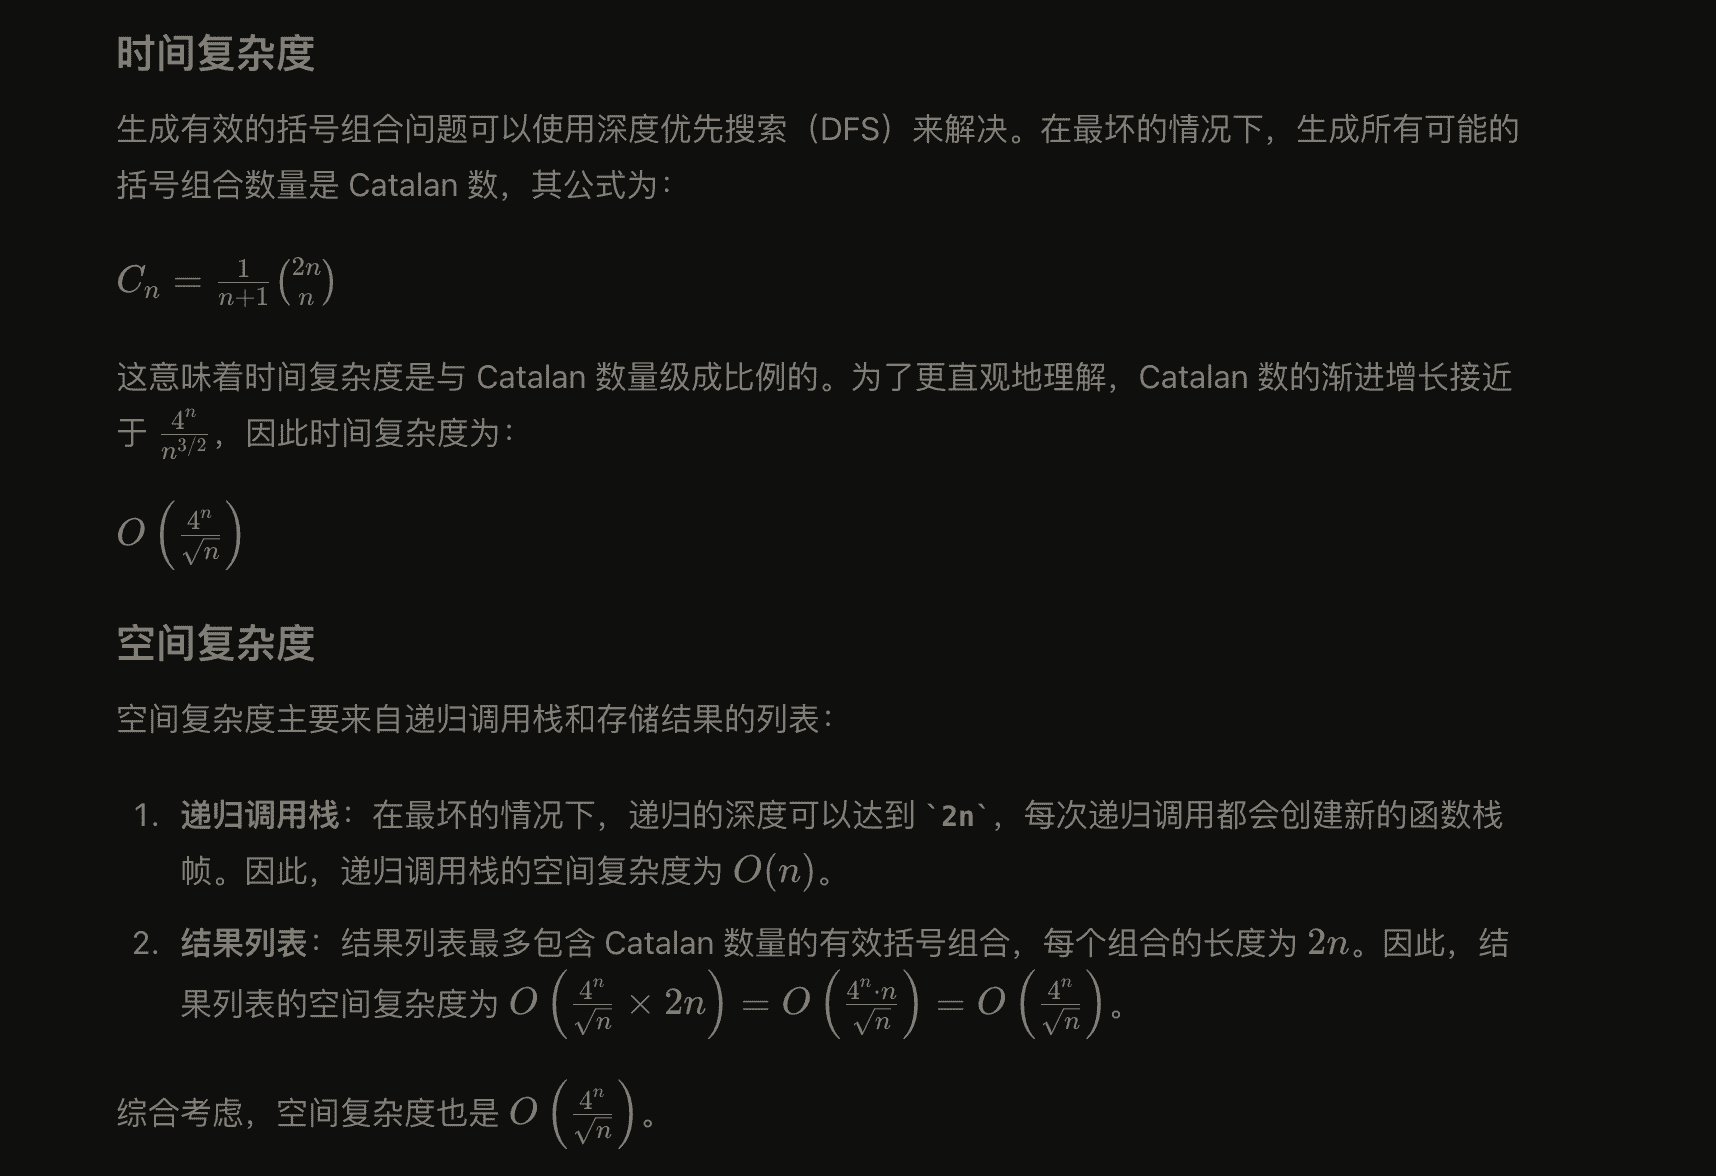 时间复杂度
生成有效的括号组合问题可以使用深度优先搜索（DFS）来解决。在最坏的情况下，生成所有可能的
括号组合数量是 Catalan 数，其公式为：
$C_n = \frac{1}{n+1}\binom{2n}{n}$
这意味着时间复杂度是与 Catalan 数量级成比例的。为了更直观地理解，Catalan 数的渐进增长接近
于 $\frac{4^n}{n^{3/2}}$，因此时间复杂度为：
$O\left(\frac{4^n}{\sqrt{n}}\right)$
空间复杂度
空间复杂度主要来自递归调用栈和存储结果的列表：
1. 递归调用栈：在最坏的情况下，递归的深度可以达到 `2n`，每次递归调用都会创建新的函数栈
帧。因此，递归调用栈的空间复杂度为 $O(n)$。
2. 结果列表：结果列表最多包含 Catalan 数量的有效括号组合，每个组合的长度为 $2n$。因此，结
果列表的空间复杂度为 $O\left(\frac{4^n}{\sqrt{n}} \times 2n\right) = O\left(\frac{4^n \cdot n}{\sqrt{n}}\right) = O\left(\frac{4^n}{\sqrt{n}}\right)$。
综合考虑，空间复杂度也是 $O\left(\frac{4^n}{\sqrt{n}}\right)$。